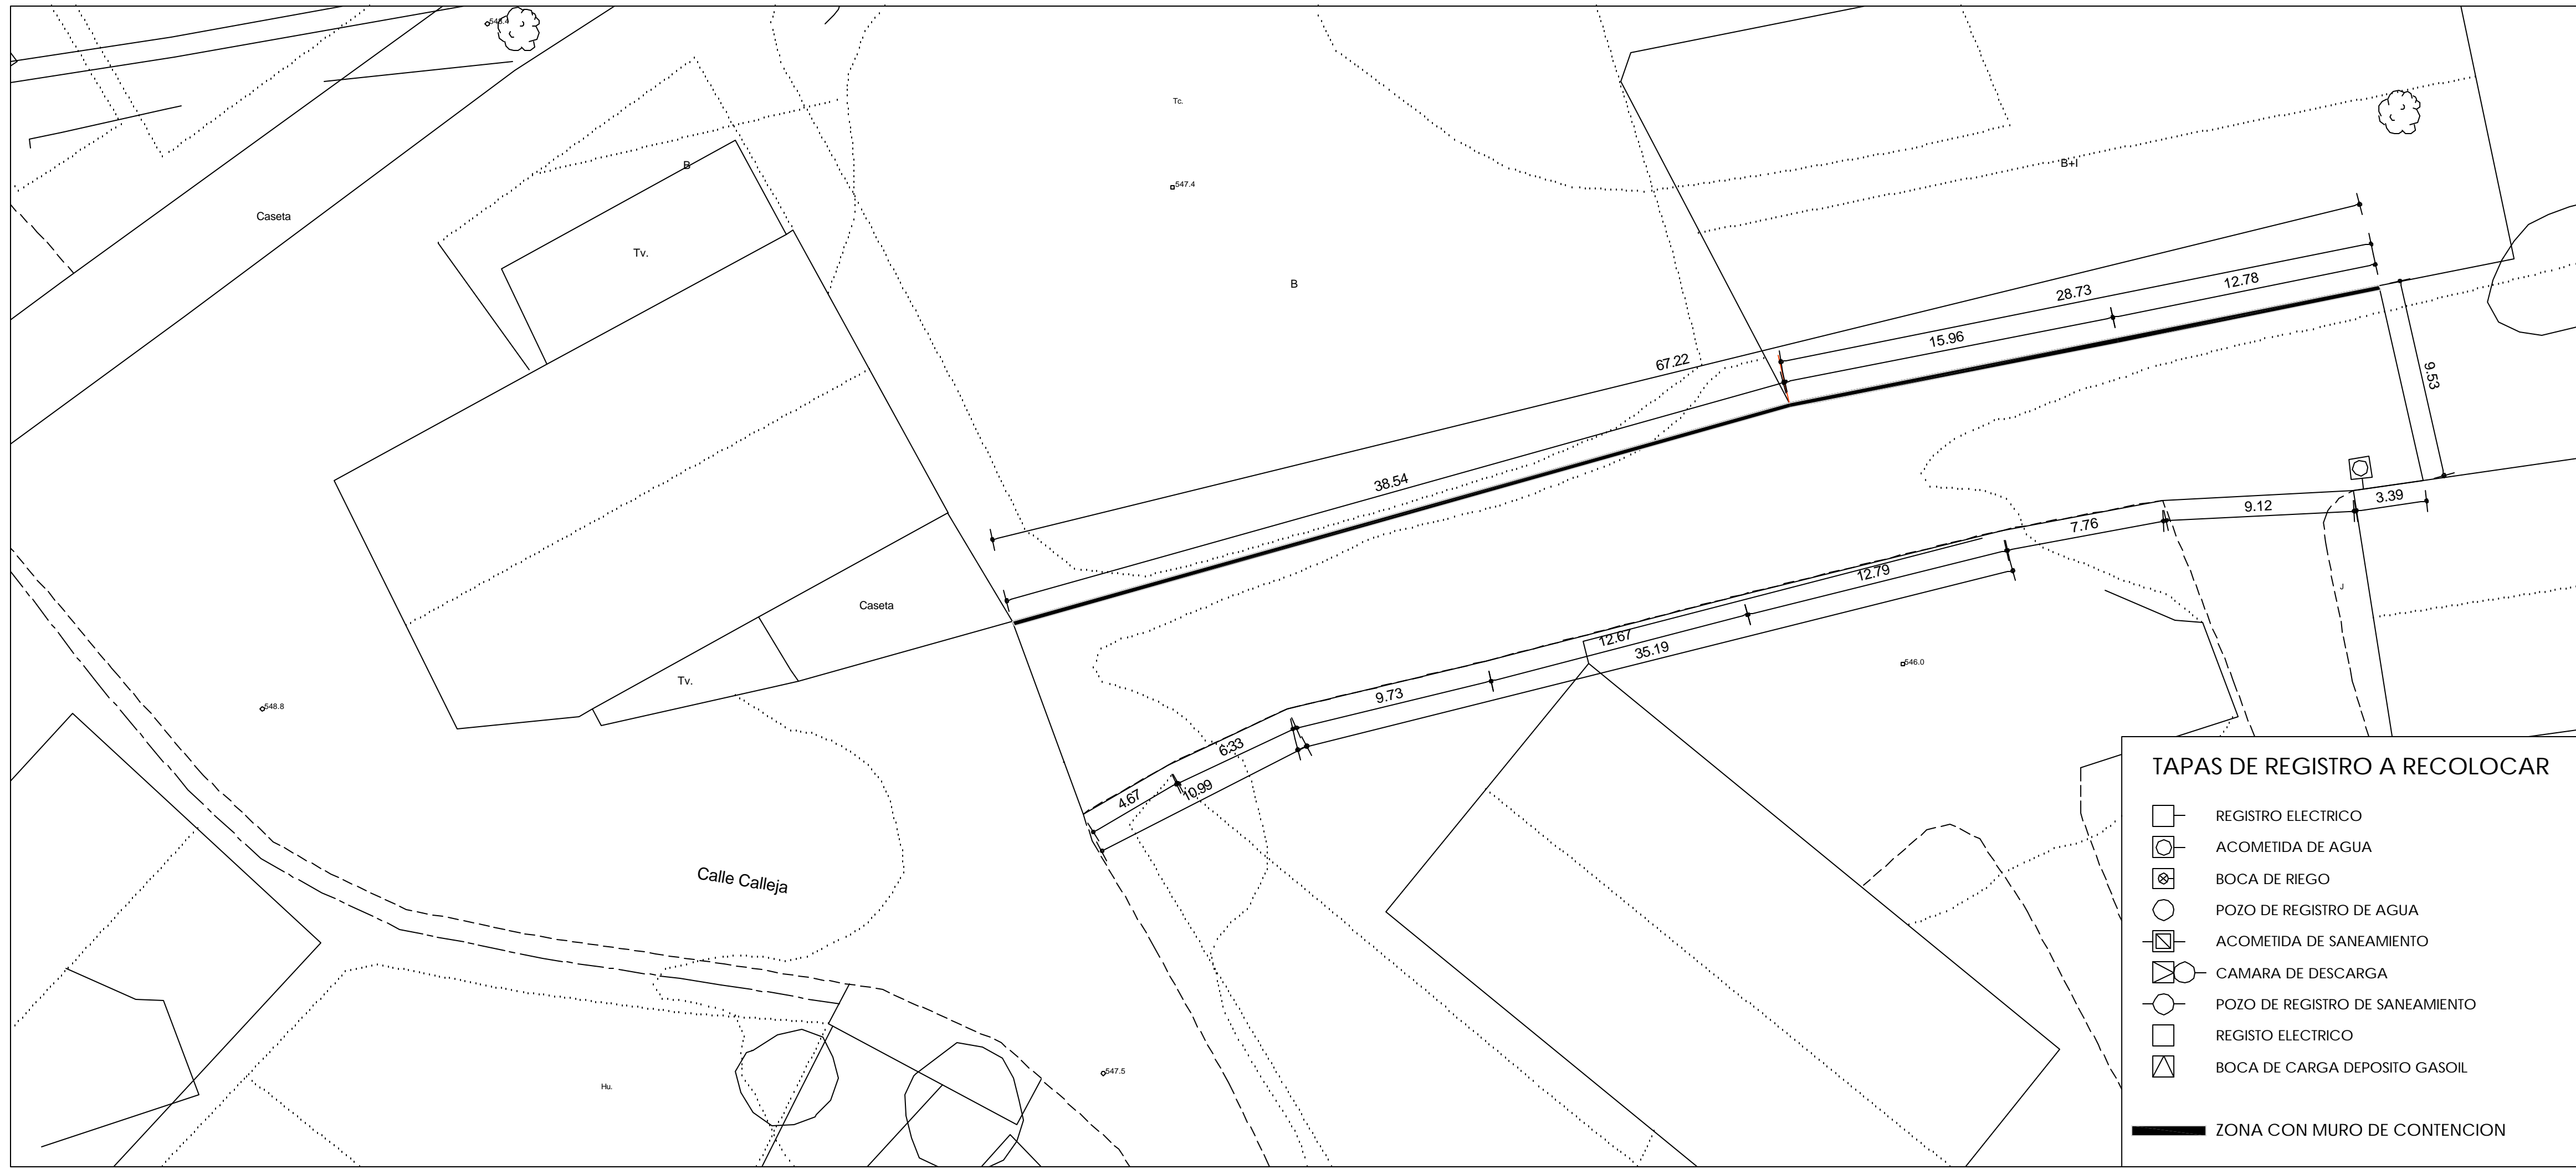 548.4
Tc.
B
B+I
547.4
Caseta
Tv.
B
12.78
28.73
15.96
67.22
9.53
38.54
3.39
9.12
7.76
12.79
J
Caseta
12.67
35.19
546.0
Tv.
9.73
548.8
6.33
4.67
10.99
Calle Calleja
547.5
Hu.
TAPAS DE REGISTRO A RECOLOCAR
REGISTRO ELECTRICO
ACOMETIDA DE AGUA
BOCA DE RIEGO
POZO DE REGISTRO DE AGUA
ACOMETIDA DE SANEAMIENTO
CAMARA DE DESCARGA
POZO DE REGISTRO DE SANEAMIENTO
REGISTO ELECTRICO
BOCA DE CARGA DEPOSITO GASOIL
ZONA CON MURO DE CONTENCION